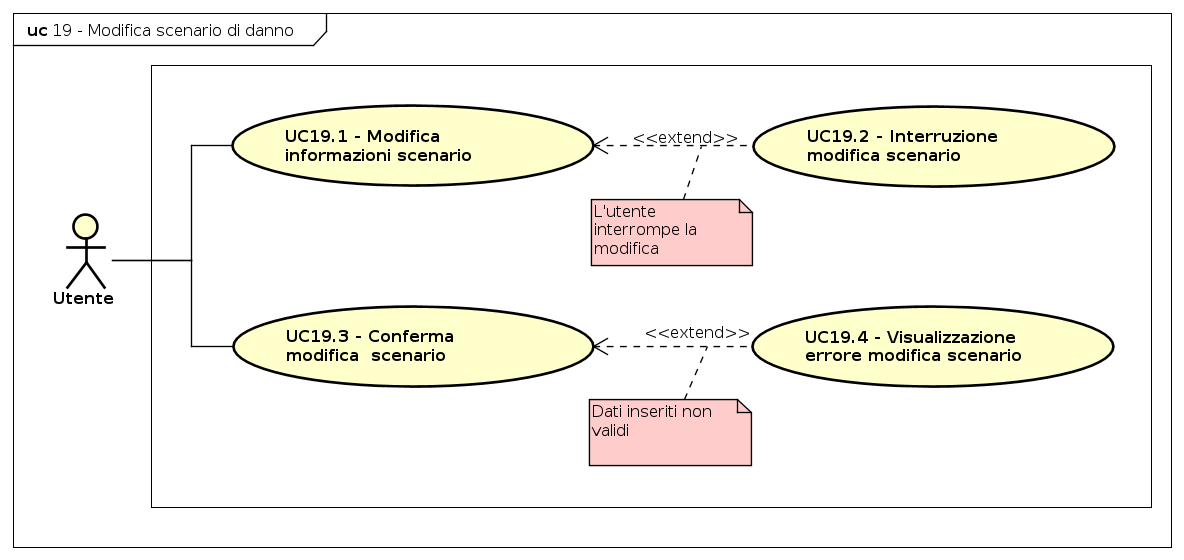 uc 19 - Modifica scenario di danno
UC19.1 - Modifica
informazioni scenario
<<extend>>
UC19.2 - Interruzione
modifica scenario
L'utente
interrompe la
modifica
Utente
UC19.3 - Conferma
modifica  scenario
<<extend>>
UC19.4 - Visualizzazione
errore modifica scenario
Dati inseriti non
validi